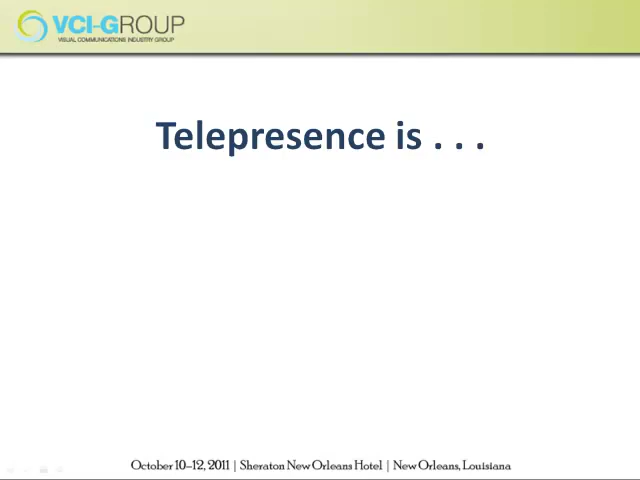 VCI-GROUP
VISUAL COMMUNICATIONS INDUSTRY GROUP
Telepresence is . . .
October 10–12, 2011 | Sheraton New Orleans Hotel | New Orleans, Louisiana